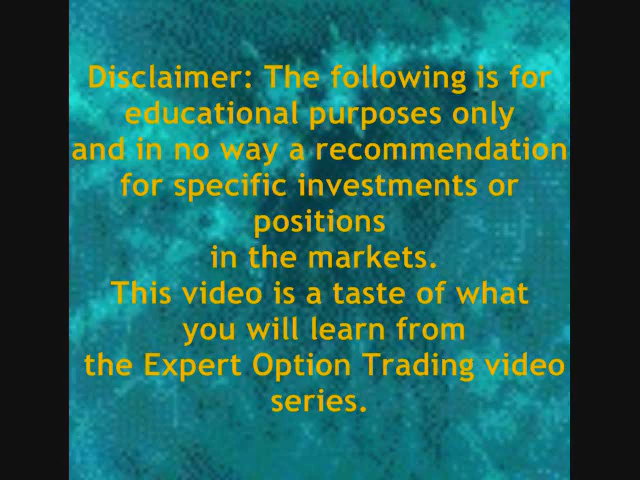 Disclaimer: The following is for
educational purposes only
and in no way a recommendation
for specific investments or
positions
in the markets.
This video is a taste of what
you will learn from
the Expert Option Trading video
series.